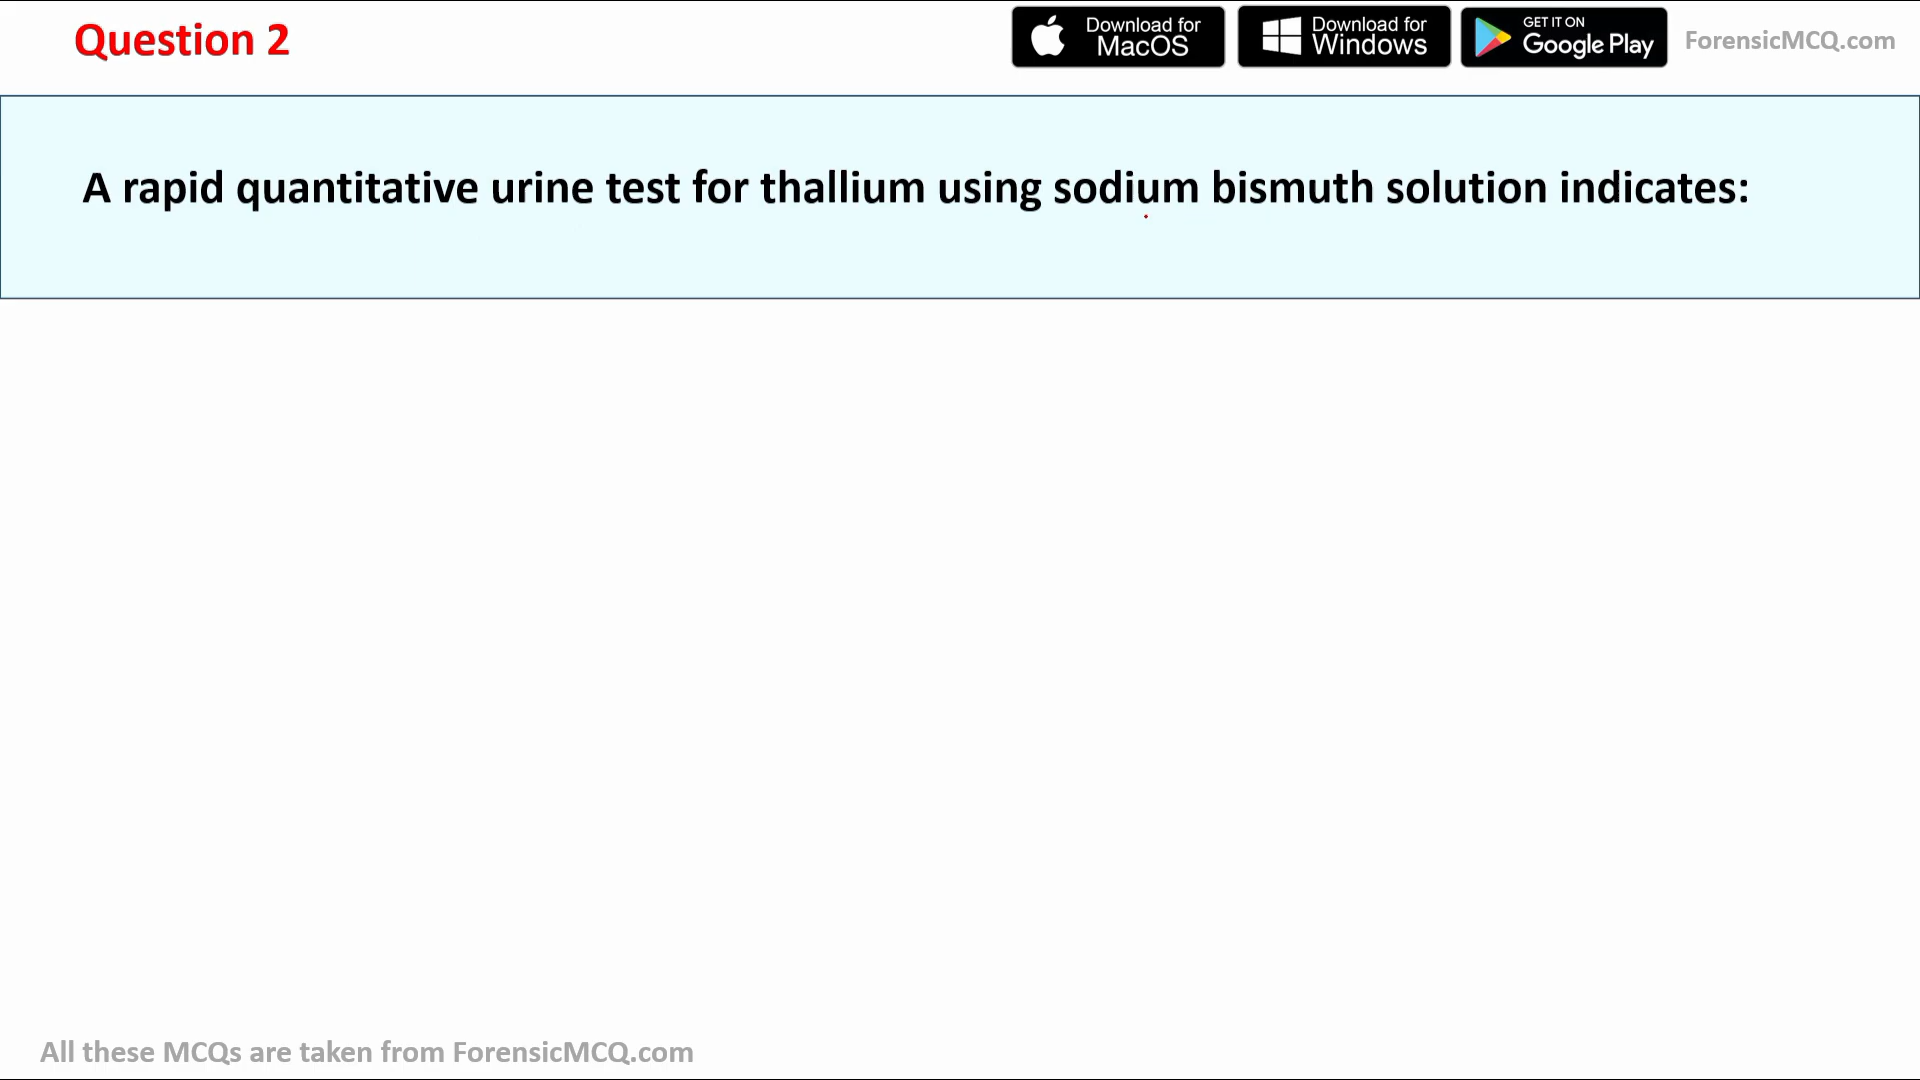 Question 2
Download for
MacOS
Download for
Windows
GET IT ON
Google Play
ForensicMCQ.com
A rapid quantitative urine test for thallium using sodium bismuth solution indicates:
All these MCQs are taken from ForensicMCQ.com